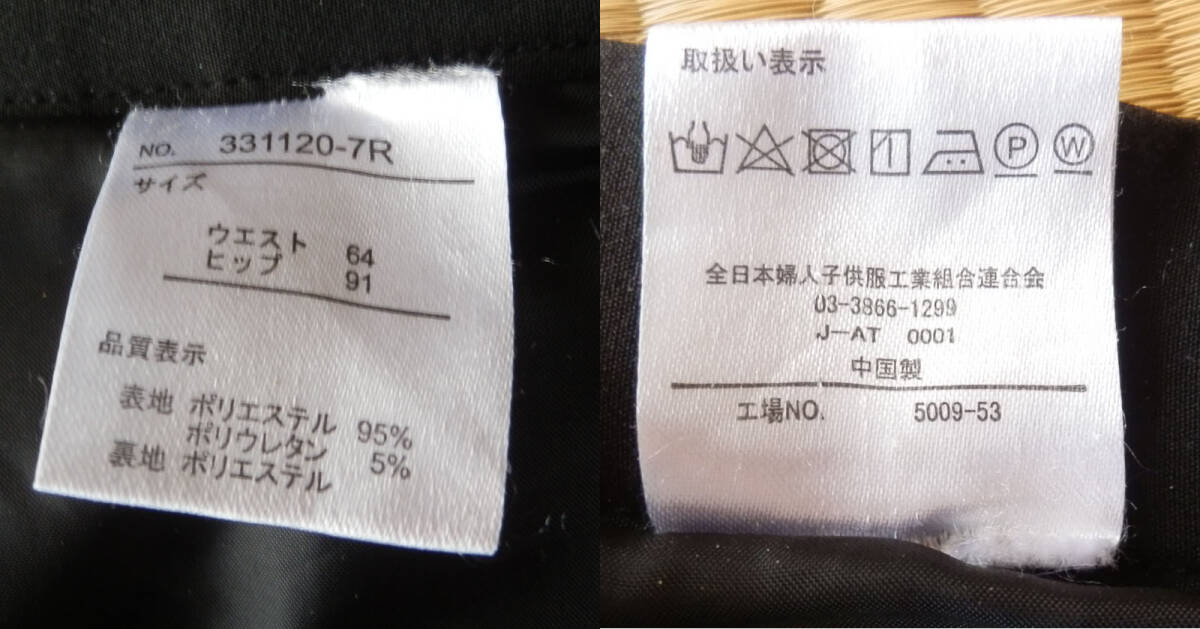 NO. 331120-7R
サイズ
ウエスト 64
ヒップ 91
品質表示
表地 ポリエステル 95%
ポリウレタン 5%
裏地 ポリエステル
取扱い表示
P W
全日本婦人子供服工業組合連合会
03-3866-1299
J-AT 0001
中国製
工場NO. 5009-53